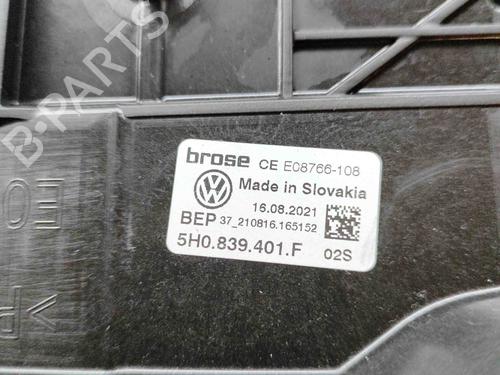 B-PARTS
brose CE E08766-108
Made in Slovakia
16.08.2021
BEP 37_210816.165152
5H0.839.401.F 02S